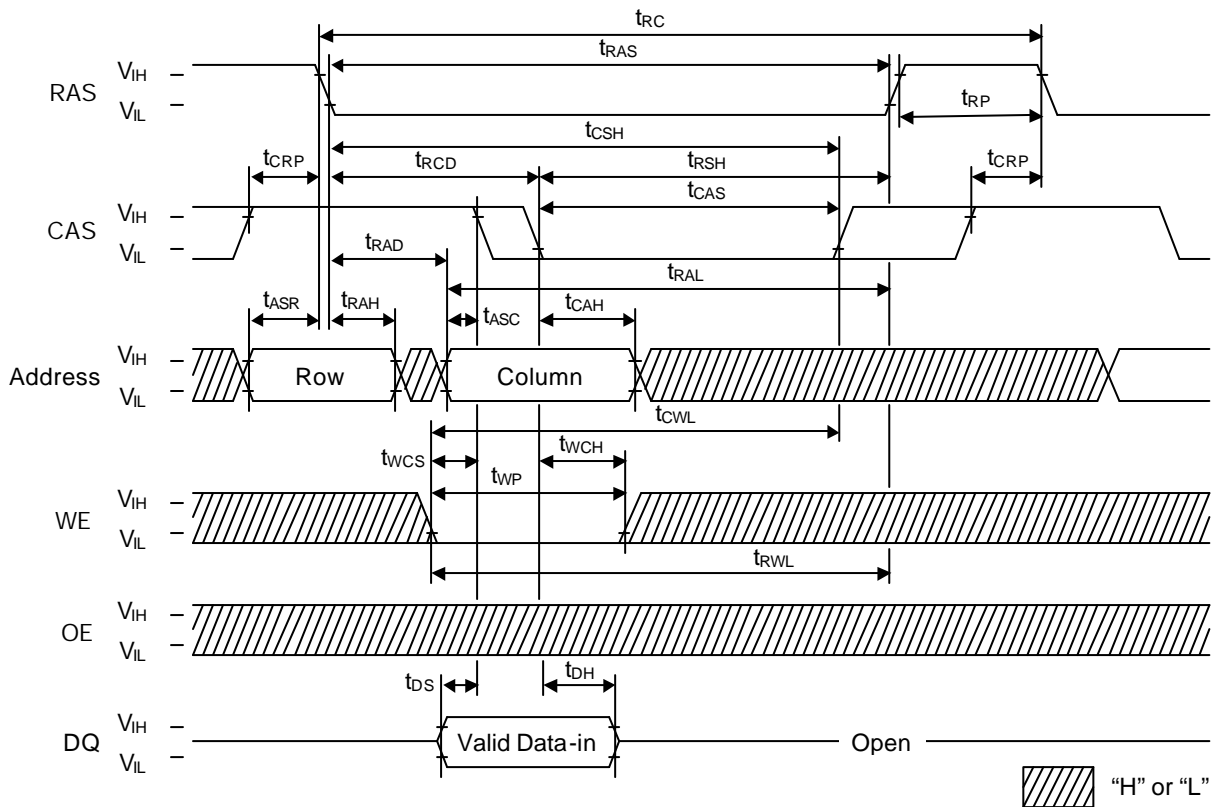 tRC
tRAS
VIH
RAS
VIL
tRP
tCSH
tCRP
tRCD
tRSH
tCRP
tCAS
VIH
CAS
VIL
tRAD
tRAL
tASR
tRAH
tASC
tCAH
VIH
Address
Row
Column
VIL
tCWL
tWCS
tWCH
tWP
VIH
WE
VIL
tRWL
VIH
OE
VIL
tDS
tDH
VIH
DQ
Valid Data-in
Open
VIL
“H” or “L”